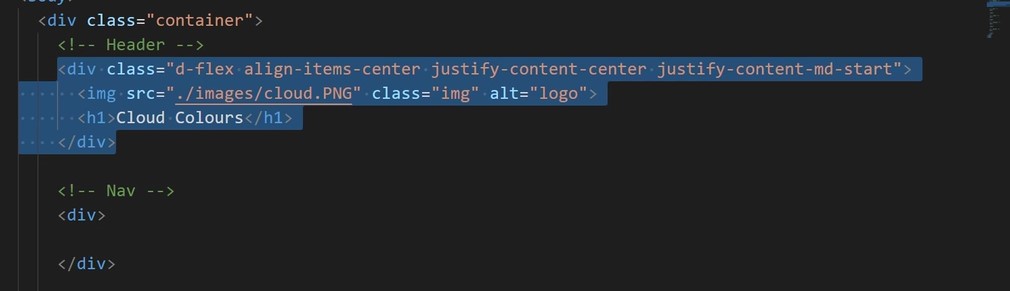 <div class="container">
<!-- Header -->
<div class="d-flex align-items-center justify-content-center justify-content-md-start">
<img src="./images/cloud.PNG" class="img" alt="logo">
<h1>Cloud Colours</h1>
</div>
<!-- Nav -->
<div>
</div>